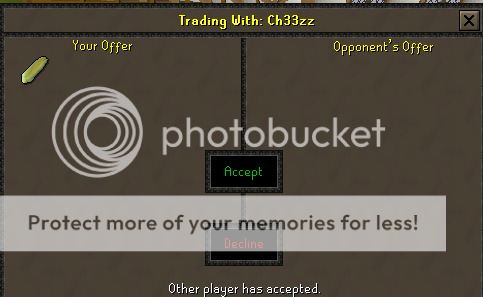 Trading With: Ch33zz
Your Offer
Opponent's Offer
photobucket
Accept
Protect more of your memories for less!
Decline
Other player has accepted.